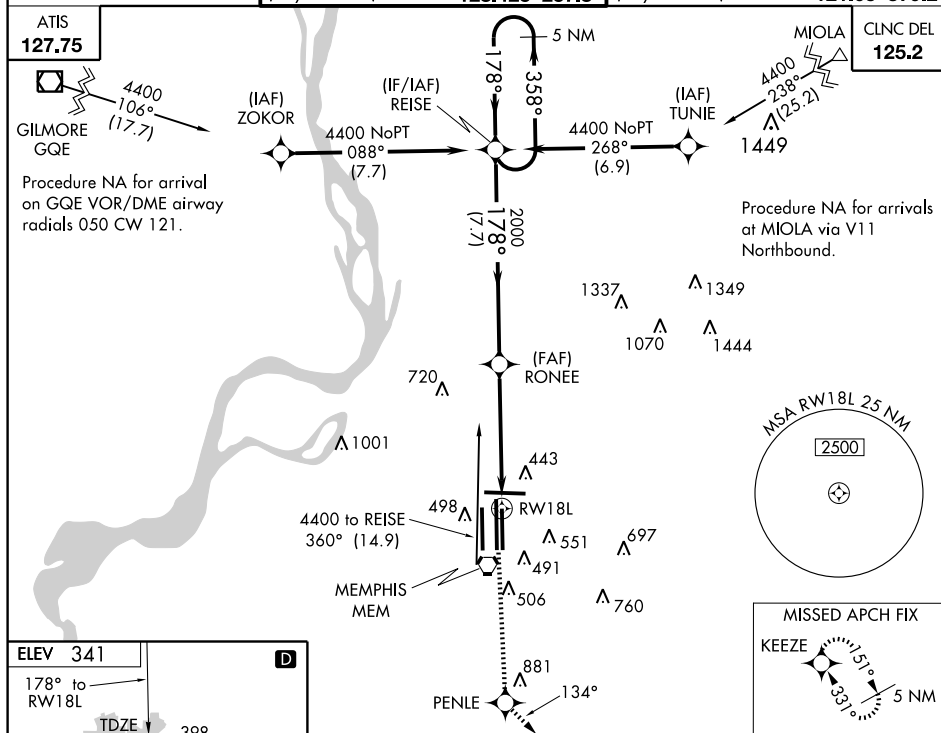 ATIS
127.75
5 NM
MIOLA
CLNC DEL
125.2
178°
358°
4400
238°
(25.2)
1449
4400
106°
(17.7)
GILMORE
GQE
(IAF)
ZOKOR
(IF/IAF)
REISE
(IAF)
TUNIE
4400 NoPT
088°
(7.7)
4400 NoPT
268°
(6.9)
Procedure NA for arrival
on GQE VOR/DME airway
radials 050 CW 121.
Procedure NA for arrivals
at MIOLA via V11
Northbound.
2000
178°
(7.7)
1337
1349
1070
1444
(FAF)
RONEE
720
1001
MSA RW18L 25 NM
2500
443
498
RW18L
4400 to REISE
360° (14.9)
551
697
491
MEMPHIS
MEM
506
760
881
PENLE
134°
MISSED APCH FIX
KEEZE
151°
331°
5 NM
ELEV 341
D
178° to
RW18L
TDZE